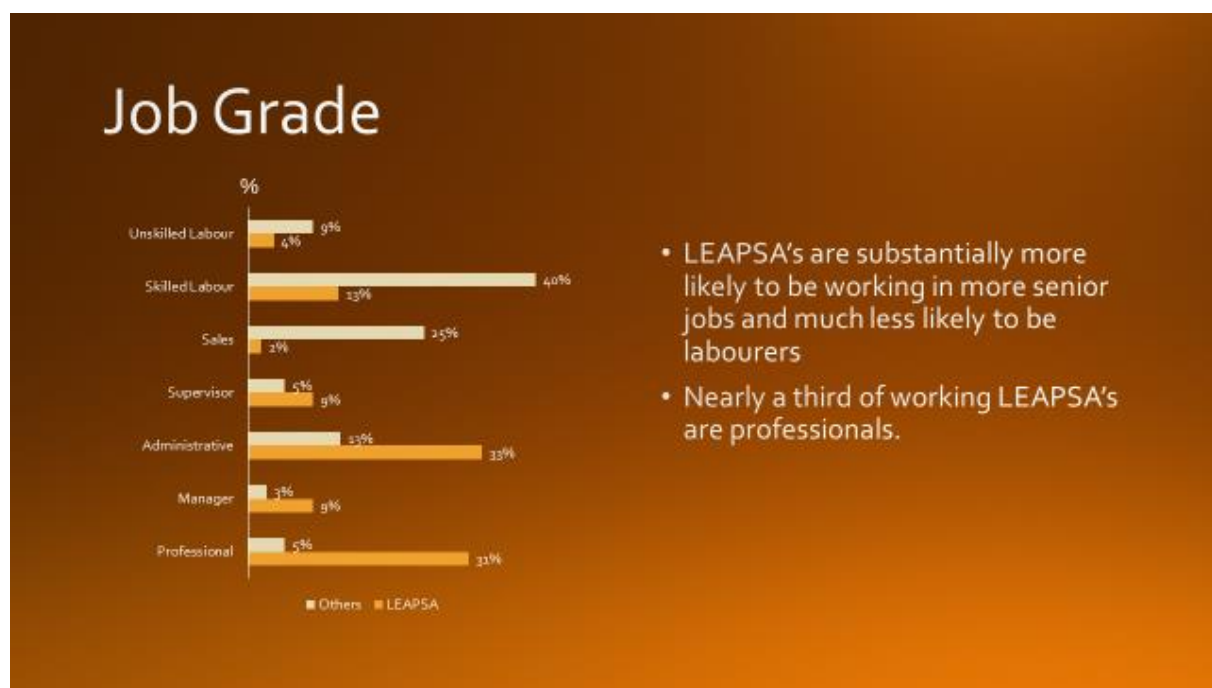 Job Grade
%
Unskilled Labour
9%
4%
Skilled Labour
40%
13%
Sales
25%
2%
Supervisor
5%
9%
Administrative
13%
33%
Manager
3%
9%
Professional
5%
31%
Others
LEAPSA
• LEAPSA's are substantially more
likely to be working in more senior
jobs and much less likely to be
labourers
• Nearly a third of working LEAPSA's
are professionals.